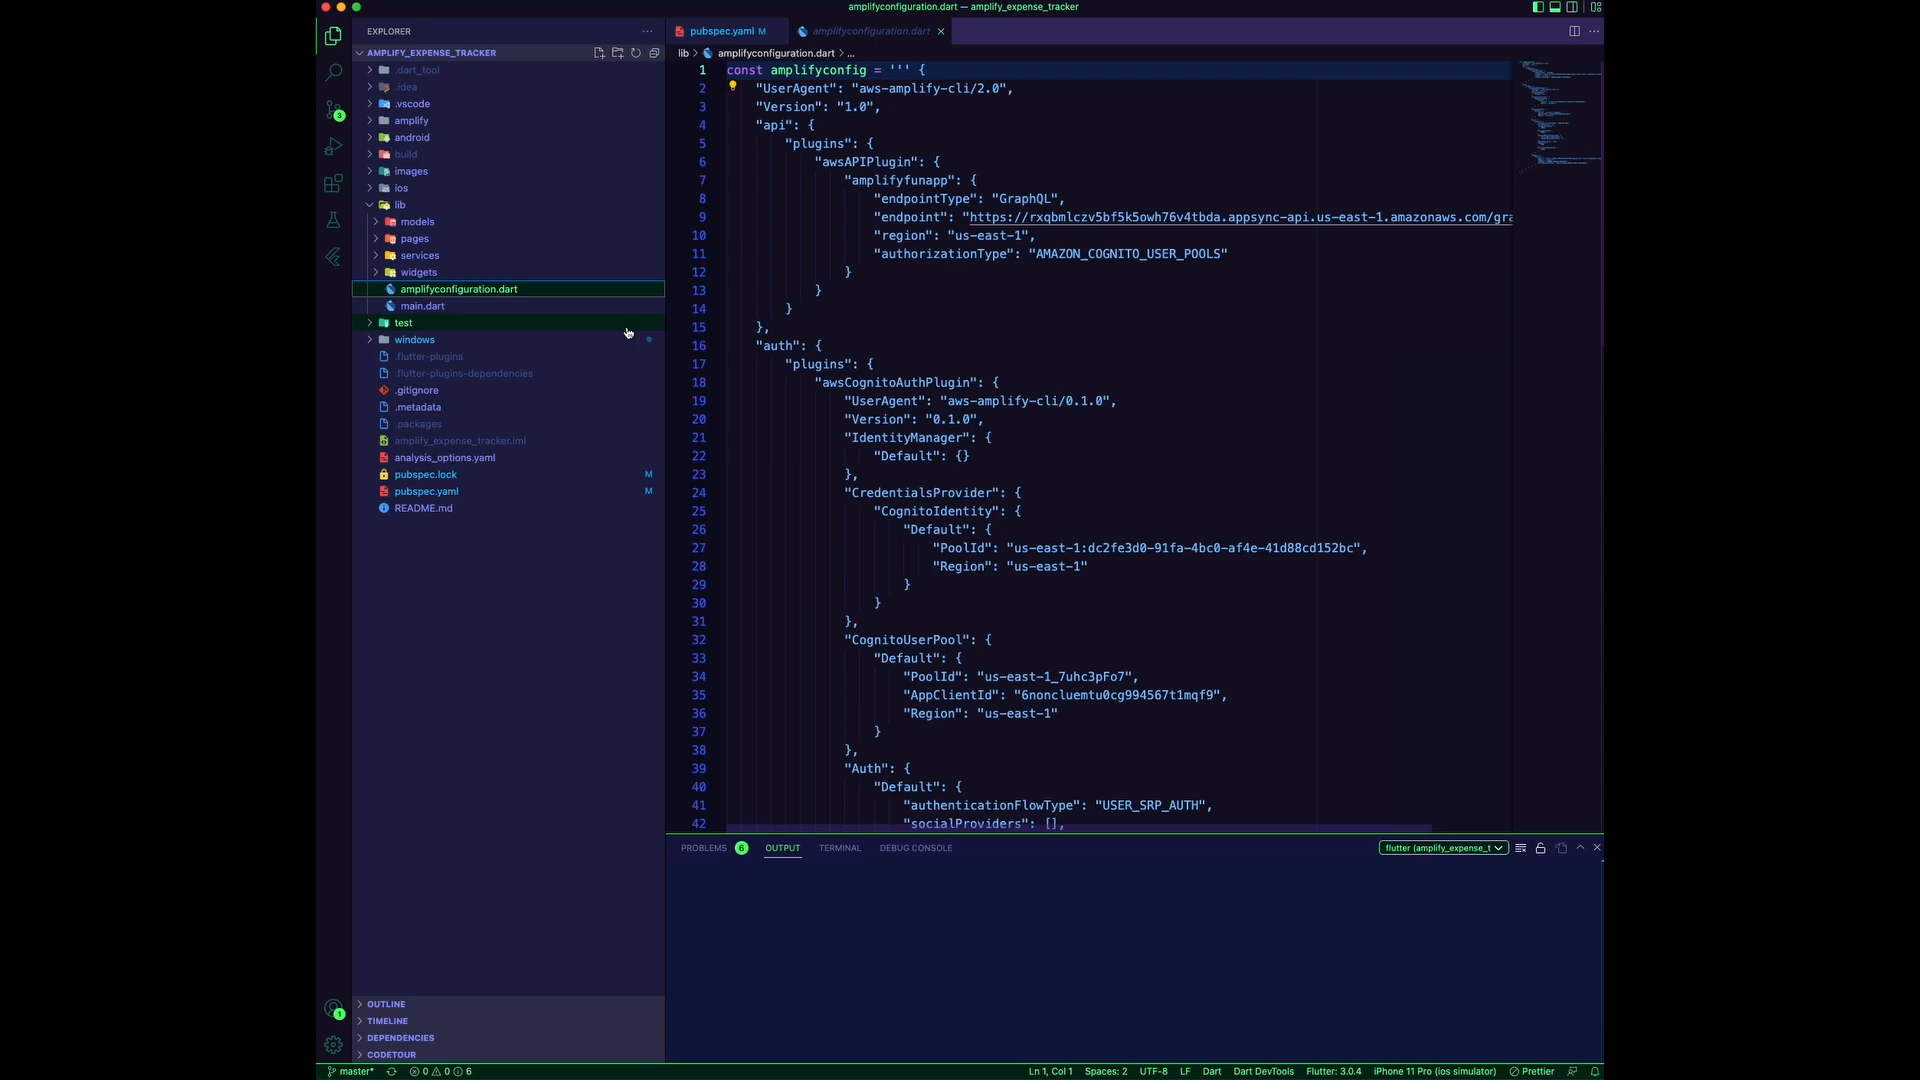 amplifyconfiguration.dart — amplify_expense_tracker
EXPLORER
AMPLIFY_EXPENSE_TRACKER
.dart_tool
.idea
.vscode
amplify
android
build
images
ios
lib
models
pages
services
widgets
amplifyconfiguration.dart
main.dart
test
windows
.flutter-plugins
.flutter-plugins-dependencies
.gitignore
.metadata
.packages
amplify_expense_tracker.iml
analysis_options.yaml
pubspec.lock M
pubspec.yaml M
README.md
OUTLINE
TIMELINE
DEPENDENCIES
CODETOUR
3
1
pubspec.yaml M
amplifyconfiguration.dart
lib > amplifyconfiguration.dart > ...
1 const amplifyconfig = ''' {
2 "UserAgent": "aws-amplify-cli/2.0",
3 "Version": "1.0",
4 "api": {
5 "plugins": {
6 "awsAPIPlugin": {
7 "amplifyfunapp": {
8 "endpointType": "GraphQL",
9 "endpoint": "https://rxqbmlczv5bf5k5owh76v4tbda.appsync-api.us-east-1.amazonaws.com/gra
10 "region": "us-east-1",
11 "authorizationType": "AMAZON_COGNITO_USER_POOLS"
12 }
13 }
14 }
15 },
16 "auth": {
17 "plugins": {
18 "awsCognitoAuthPlugin": {
19 "UserAgent": "aws-amplify-cli/0.1.0",
20 "Version": "0.1.0",
21 "IdentityManager": {
22 "Default": {}
23 },
24 "CredentialsProvider": {
25 "CognitoIdentity": {
26 "Default": {
27 "PoolId": "us-east-1:dc2fe3d0-91fa-4bc0-af4e-41d88cd152bc",
28 "Region": "us-east-1"
29 }
30 }
31 },
32 "CognitoUserPool": {
33 "Default": {
34 "PoolId": "us-east-1_7uhc3pFo7",
35 "AppClientId": "6noncluemtu0cg994567t1mqf9",
36 "Region": "us-east-1"
37 }
38 },
39 "Auth": {
40 "Default": {
41 "authenticationFlowType": "USER_SRP_AUTH",
42 "socialProviders": [],
PROBLEMS 6 OUTPUT TERMINAL DEBUG CONSOLE
flutter (amplify_expense_t
master* 0 0 6
Ln 1, Col 1 Spaces: 2 UTF-8 LF Dart Dart DevTools Flutter: 3.0.4 iPhone 11 Pro (ios simulator) Prettier